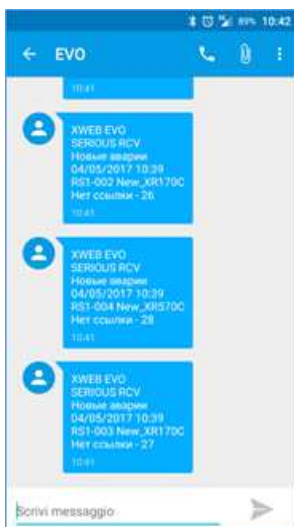 89% 10:42
EVO
10:41
XWEB EVO
SERIOUS RCV
Новые аварии
04/05/2017 10:39
RS1-002 New_XR170C
Нет ссылки - 26
10:41
XWEB EVO
SERIOUS RCV
Новые аварии
04/05/2017 10:39
RS1-004 New_XR570C
Нет ссылки - 28
10:41
XWEB EVO
SERIOUS RCV
Новые аварии
04/05/2017 10:39
RS1-003 New_XR170C
Нет ссылки - 27
10:41
Scrivi messaggio